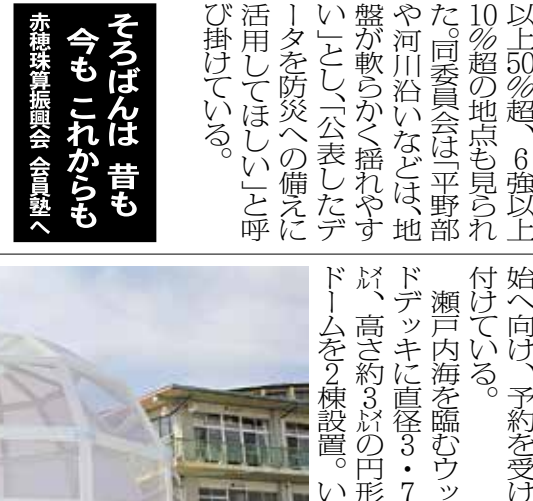 以上50％超、6強以上
10％超の地点も見られ
た。同委員会は「平野部
や河川沿いなどは、地
盤が軟らかく揺れやす
い」とし、「公表したデ
ータを防災への備えに
活用してほしい」と呼
び掛けている。
そろばんは 昔も
今も これからも
赤穂珠算振興会 会員塾へ
始へ向け、予約を受け
付けている。
瀬戸内海を臨むウッ
ドデッキに直径3・7
㍍、高さ約3㍍の円形
ドームを2棟設置。い